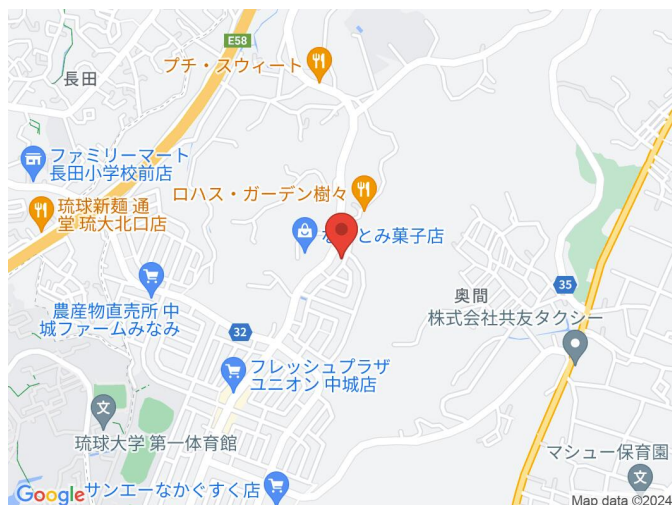 E58
プチ・スウィート
長田
ファミリーマート
長田小学校前店
ロハス・ガーデン樹々
琉球新麺 通
堂 琉大北口店
とみ菓子店
農産物直売所 中
城ファームみなみ
奥間
35
株式会社共友タクシー
32
フレッシュプラザ
ユニオン 中城店
琉球大学 第一体育館
マシュー保育園
サンエーなかぐすく店
Google
Map data ©2024